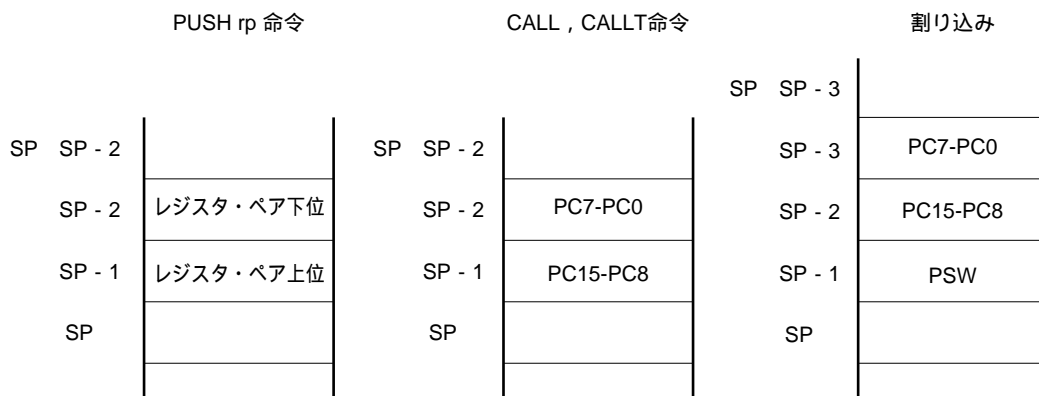 PUSH rp 命令
SP SP - 2
SP - 2 レジスタ・ペア下位
SP - 1 レジスタ・ペア上位
SP
CALL , CALLT命令
SP SP - 2
SP - 2 PC7-PC0
SP - 1 PC15-PC8
SP
割り込み
SP SP - 3
SP - 3 PC7-PC0
SP - 2 PC15-PC8
SP - 1 PSW
SP